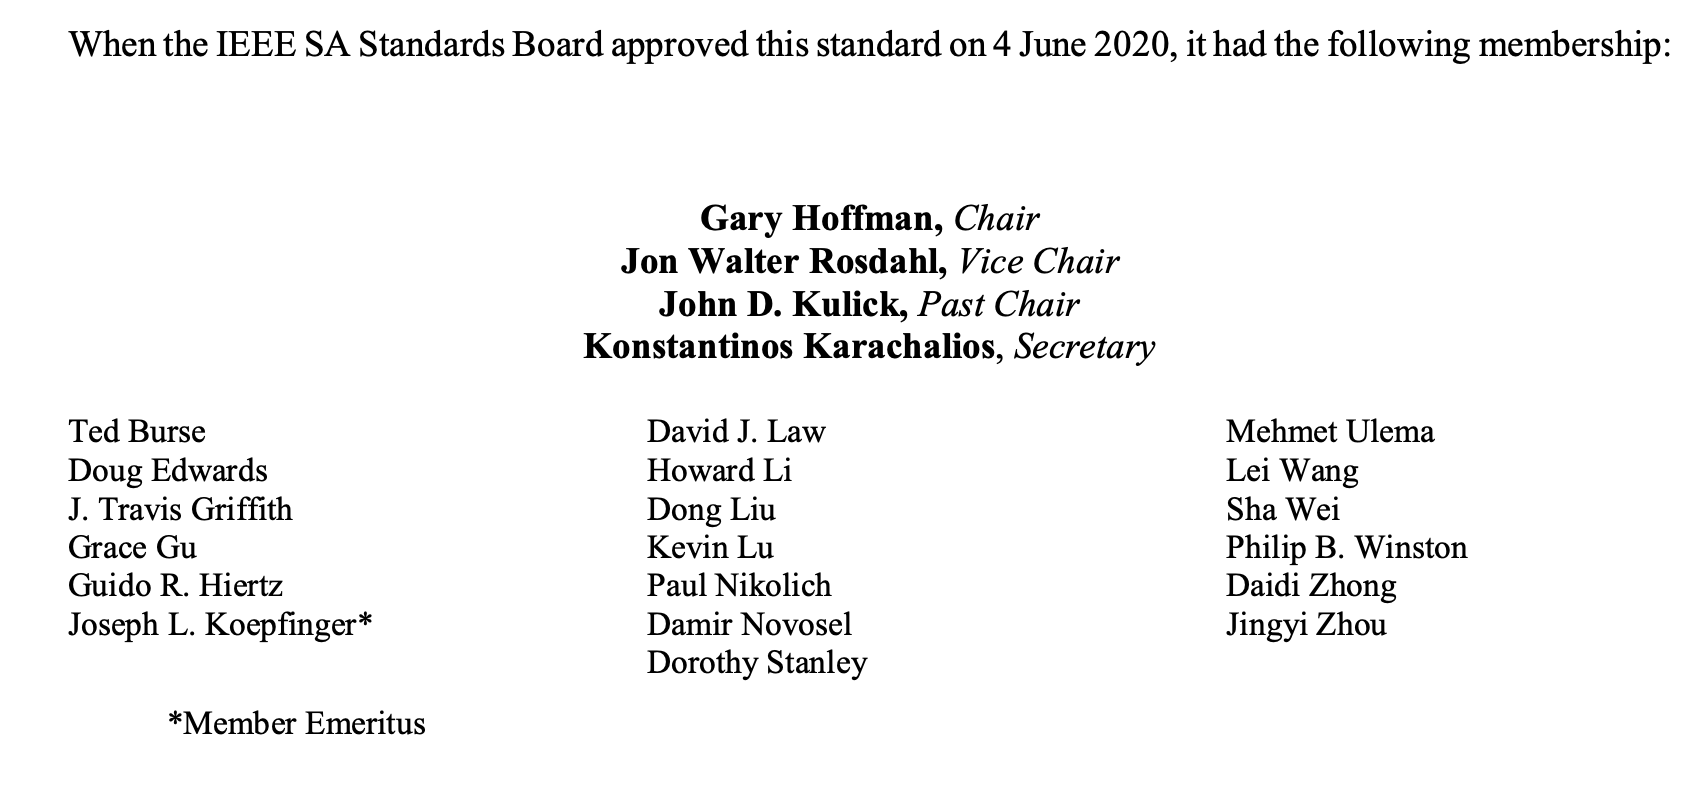 When the IEEE SA Standards Board approved this standard on 4 June 2020, it had the following membership:
Gary Hoffman, Chair
Jon Walter Rosdahl, Vice Chair
John D. Kulick, Past Chair
Konstantinos Karachalios, Secretary
Ted Burse
Doug Edwards
J. Travis Griffith
Grace Gu
Guido R. Hiertz
Joseph L. Koepfinger*
David J. Law
Howard Li
Dong Liu
Kevin Lu
Paul Nikolich
Damir Novosel
Dorothy Stanley
Mehmet Ulema
Lei Wang
Sha Wei
Philip B. Winston
Daidi Zhong
Jingyi Zhou
*Member Emeritus